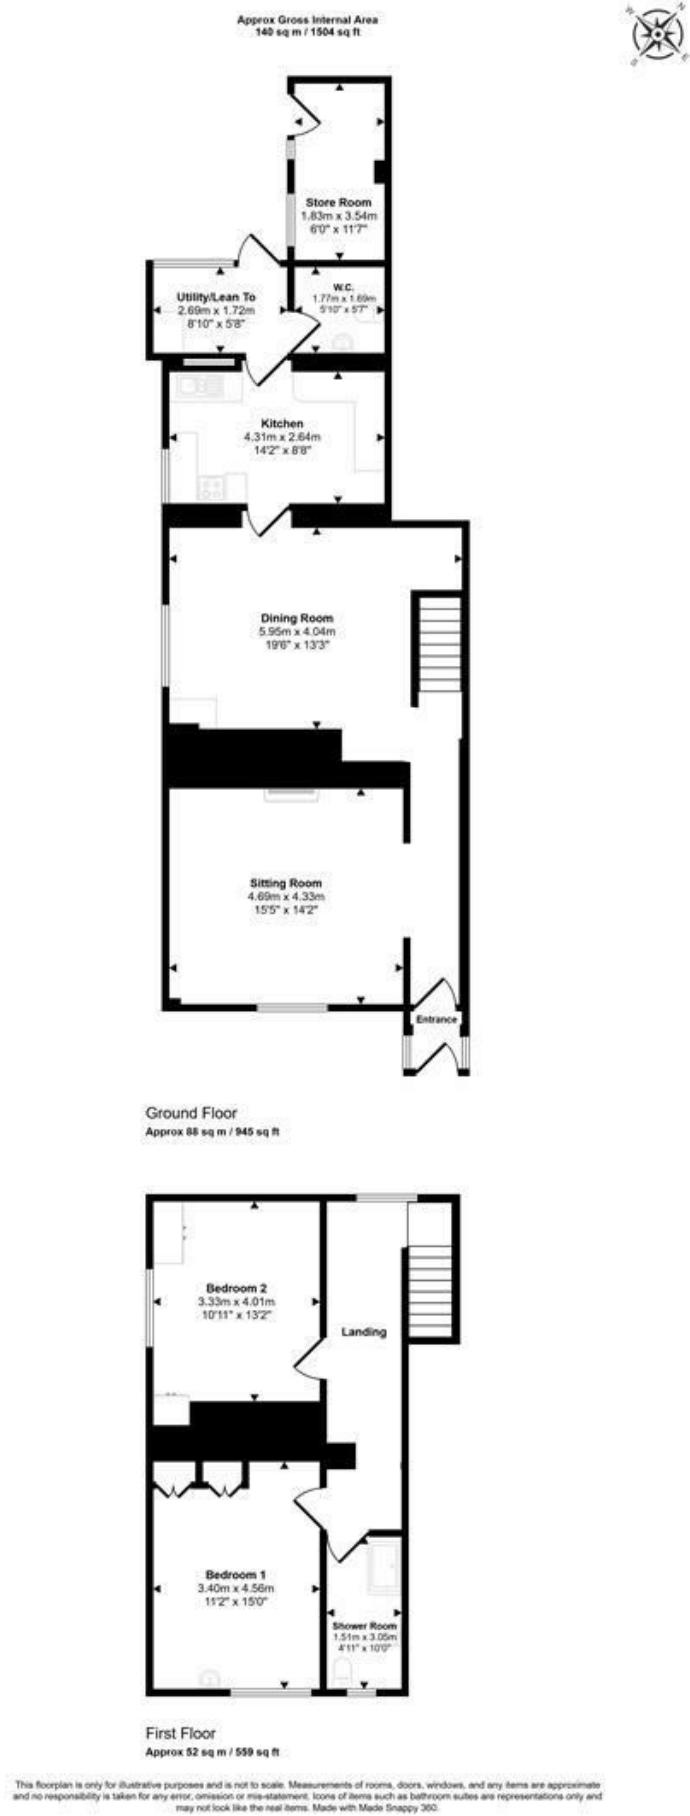 Approx Gross Internal Area
140 sq m / 1504 sq ft
N
W
E
S
Store Room
1.83m x 3.54m
6'0" x 11'7"
Utility/Lean To
2.69m x 1.72m
8'10" x 5'8"
W.C.
1.77m x 1.69m
5'10" x 5'7"
Kitchen
4.31m x 2.64m
14'2" x 8'8"
Dining Room
5.95m x 4.04m
19'6" x 13'3"
Sitting Room
4.69m x 4.33m
15'5" x 14'2"
Entrance
Ground Floor
Approx 88 sq m / 945 sq ft
Bedroom 2
3.33m x 4.01m
10'11" x 13'2"
Landing
Bedroom 1
3.40m x 4.56m
11'2" x 15'0"
Shower Room
1.51m x 3.05m
4'11" x 10'0"
First Floor
Approx 52 sq m / 559 sq ft
This floorplan is only for illustrative purposes and is not to scale. Measurements of rooms, doors, windows, and any items are approximate
and no responsibility is taken for any error, omission or mis-statement. Icons of items such as bathroom suites are representations only and
may not look like the real items. Made with Made Snappy 360.